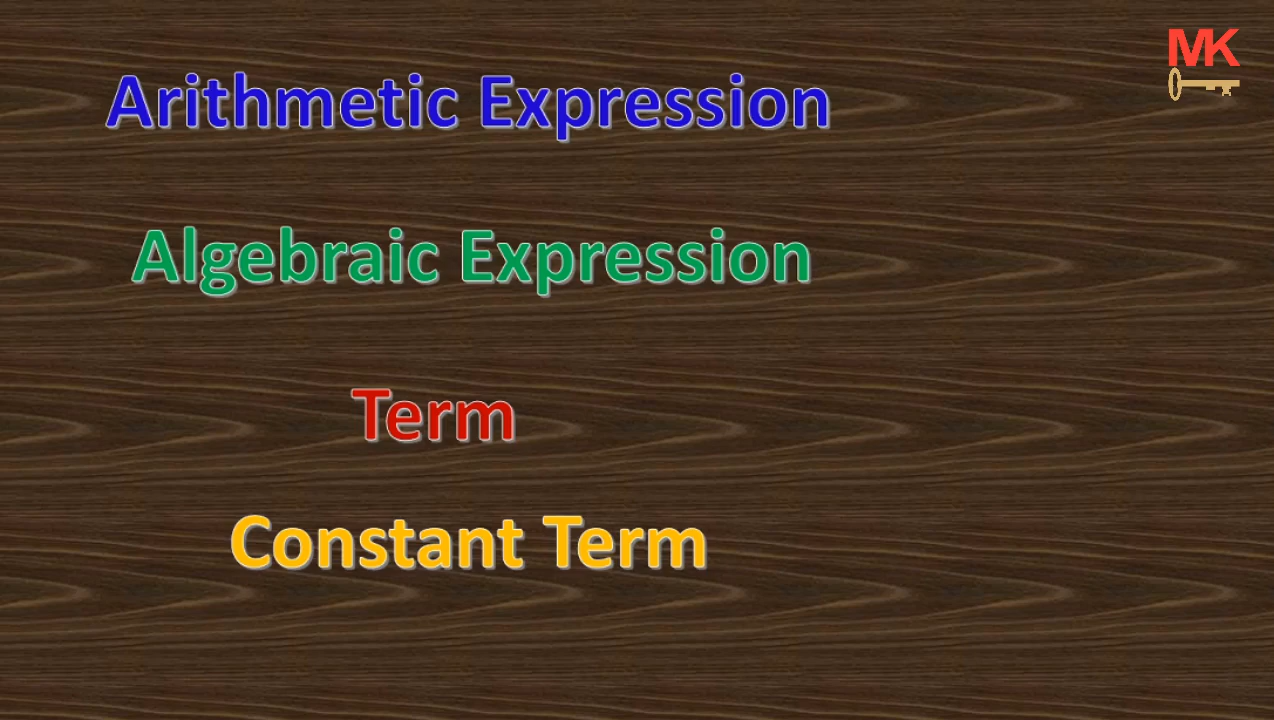 MK
Arithmetic Expression
Algebraic Expression
Term
Constant Term